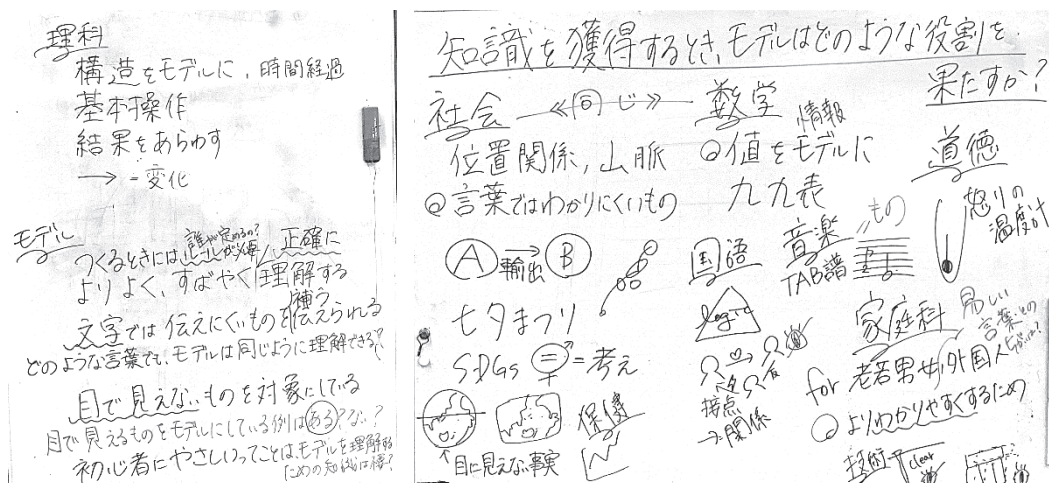 理科
構造をモデルに、時間経過
基本操作
結果をあらわす
→ = 変化
モデル
つくるときにはルールが必要
誰が定めるの?
よりよく、すばやく 正確に
理解する
文字では伝えにくいものを伝えられる
補う
どのような言葉でも、モデルは同じように理解できる?
目で見えないものを対象にしている
目で見えるものをモデルにしている例はある?ない?
初心者にやさしいってことは、モデルを理解する
ための知識は
知識を獲得するとき、モデルはどのような役割を
果たすか?
社会 ≪同じ≫ 数学
位置関係、山脈
言葉ではわかりにくいもの
A → B
輸出
七夕まつり
SDGs = 考え
目に見えない事実
保健
情報
値をモデルに
九九表
国語
logic
接点
→関係
音楽
TAB譜
もの
道徳
怒りの
温度計
家庭科
易しい
言葉との
for 老若男女、外国人
よりわかりやすくするため
技術
clear